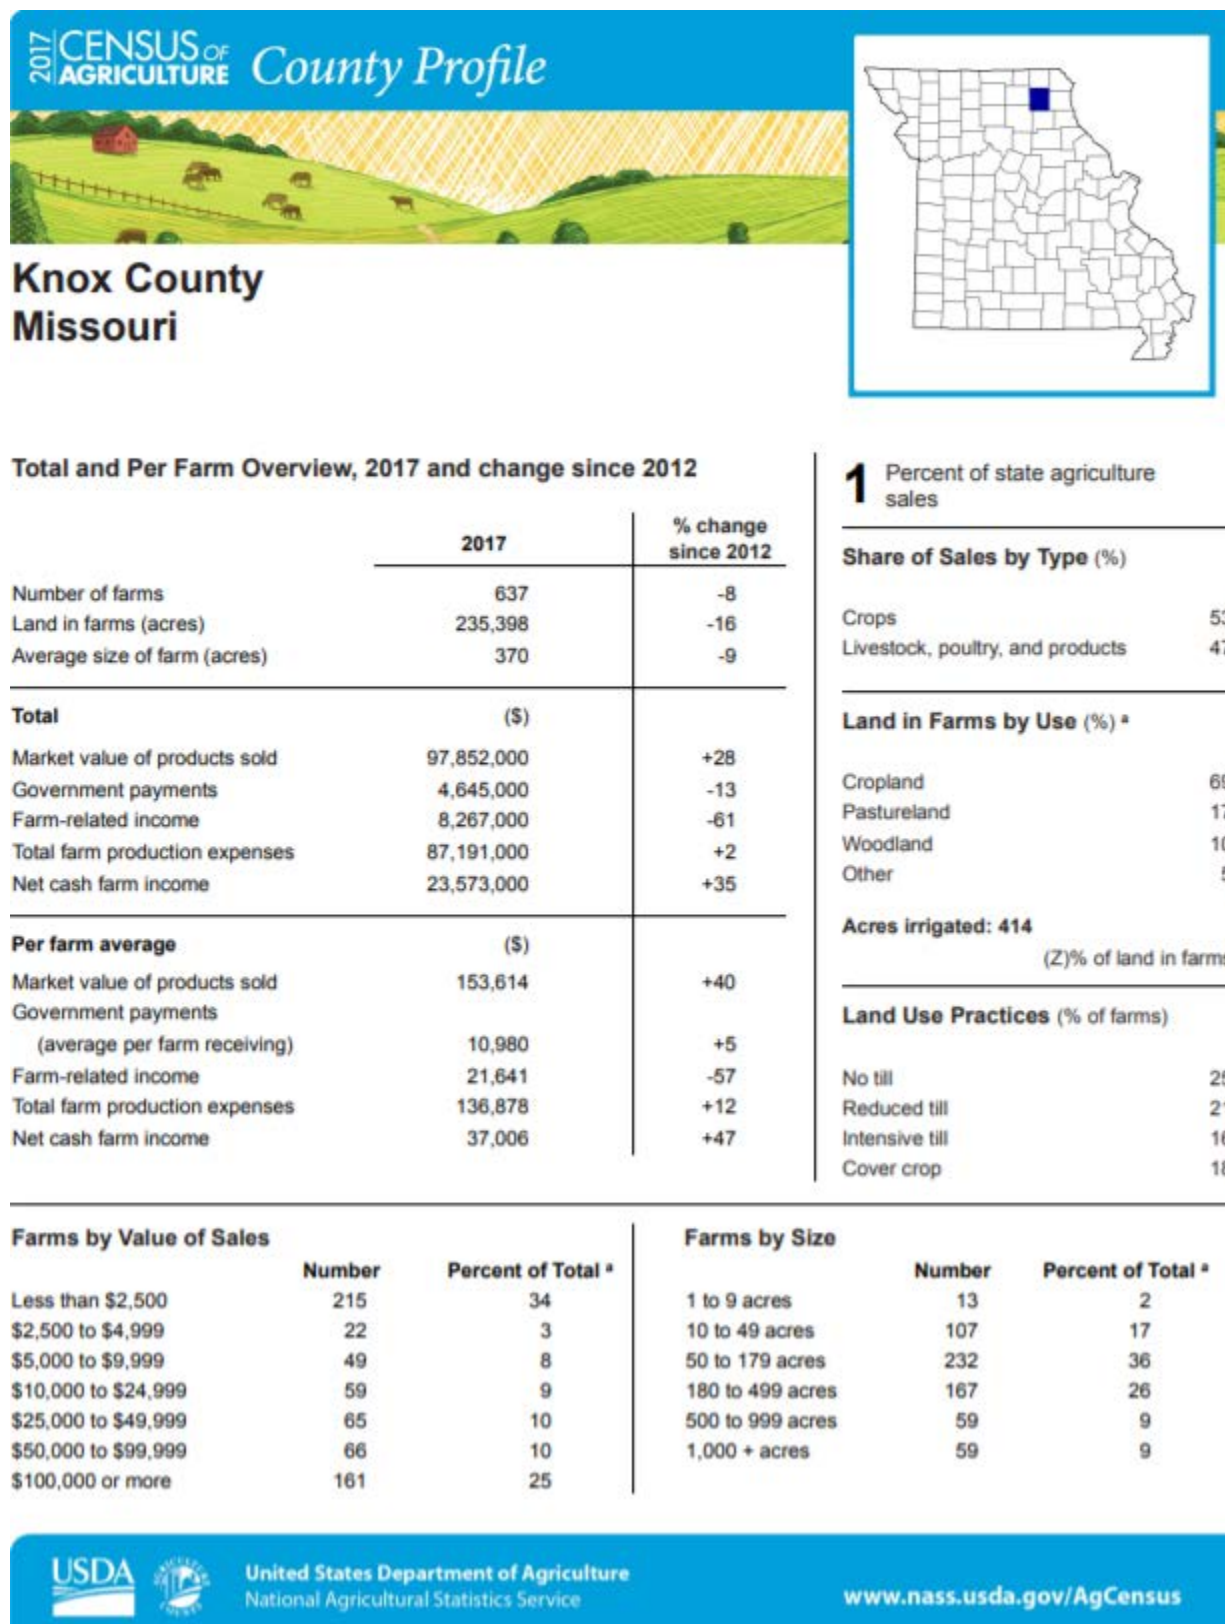 2017 CENSUS OF AGRICULTURE County Profile
Knox County
Missouri
Total and Per Farm Overview, 2017 and change since 2012
2017 % change since 2012
Number of farms 637 -8
Land in farms (acres) 235,398 -16
Average size of farm (acres) 370 -9
Total ($)
Market value of products sold 97,852,000 +28
Government payments 4,645,000 -13
Farm-related income 8,267,000 -61
Total farm production expenses 87,191,000 +2
Net cash farm income 23,573,000 +35
Per farm average ($)
Market value of products sold 153,614 +40
Government payments
(average per farm receiving) 10,980 +5
Farm-related income 21,641 -57
Total farm production expenses 136,878 +12
Net cash farm income 37,006 +47
1 Percent of state agriculture
sales
Share of Sales by Type (%)
Crops 53
Livestock, poultry, and products 47
Land in Farms by Use (%) a
Cropland 69
Pastureland 17
Woodland 10
Other 5
Acres irrigated: 414
(Z)% of land in farms
Land Use Practices (% of farms)
No till 25
Reduced till 21
Intensive till 16
Cover crop 18
Farms by Value of Sales
Number Percent of Total a
Less than $2,500 215 34
$2,500 to $4,999 22 3
$5,000 to $9,999 49 8
$10,000 to $24,999 59 9
$25,000 to $49,999 65 10
$50,000 to $99,999 66 10
$100,000 or more 161 25
Farms by Size
Number Percent of Total a
1 to 9 acres 13 2
10 to 49 acres 107 17
50 to 179 acres 232 36
180 to 499 acres 167 26
500 to 999 acres 59 9
1,000 + acres 59 9
USDA
United States Department of Agriculture
National Agricultural Statistics Service
www.nass.usda.gov/AgCensus